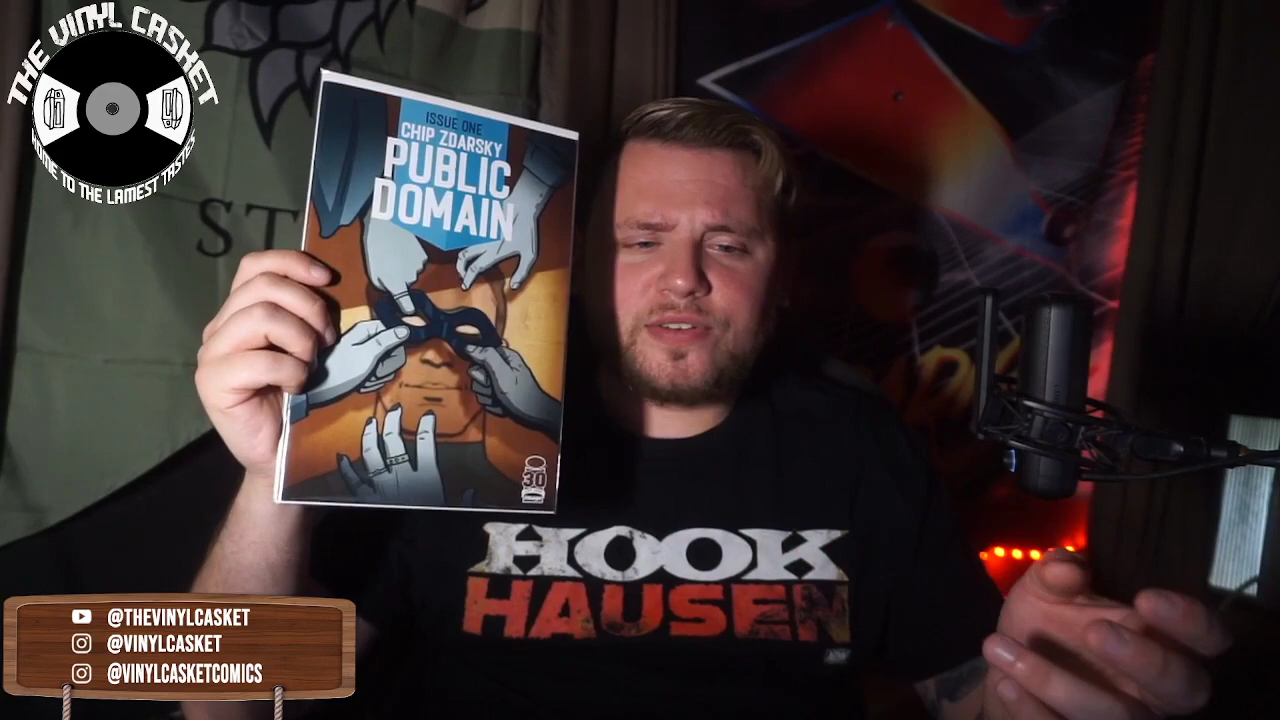 THE VINYL CASKET
HOME TO THE LAMEST TASTES
ST
ISSUE ONE
CHIP ZDARSKY
PUBLIC
DOMAIN
30
HOOK
HAUSEN
@THEVINYLCASKET
@VINYLCASKET
@VINYLCASKETCOMICS